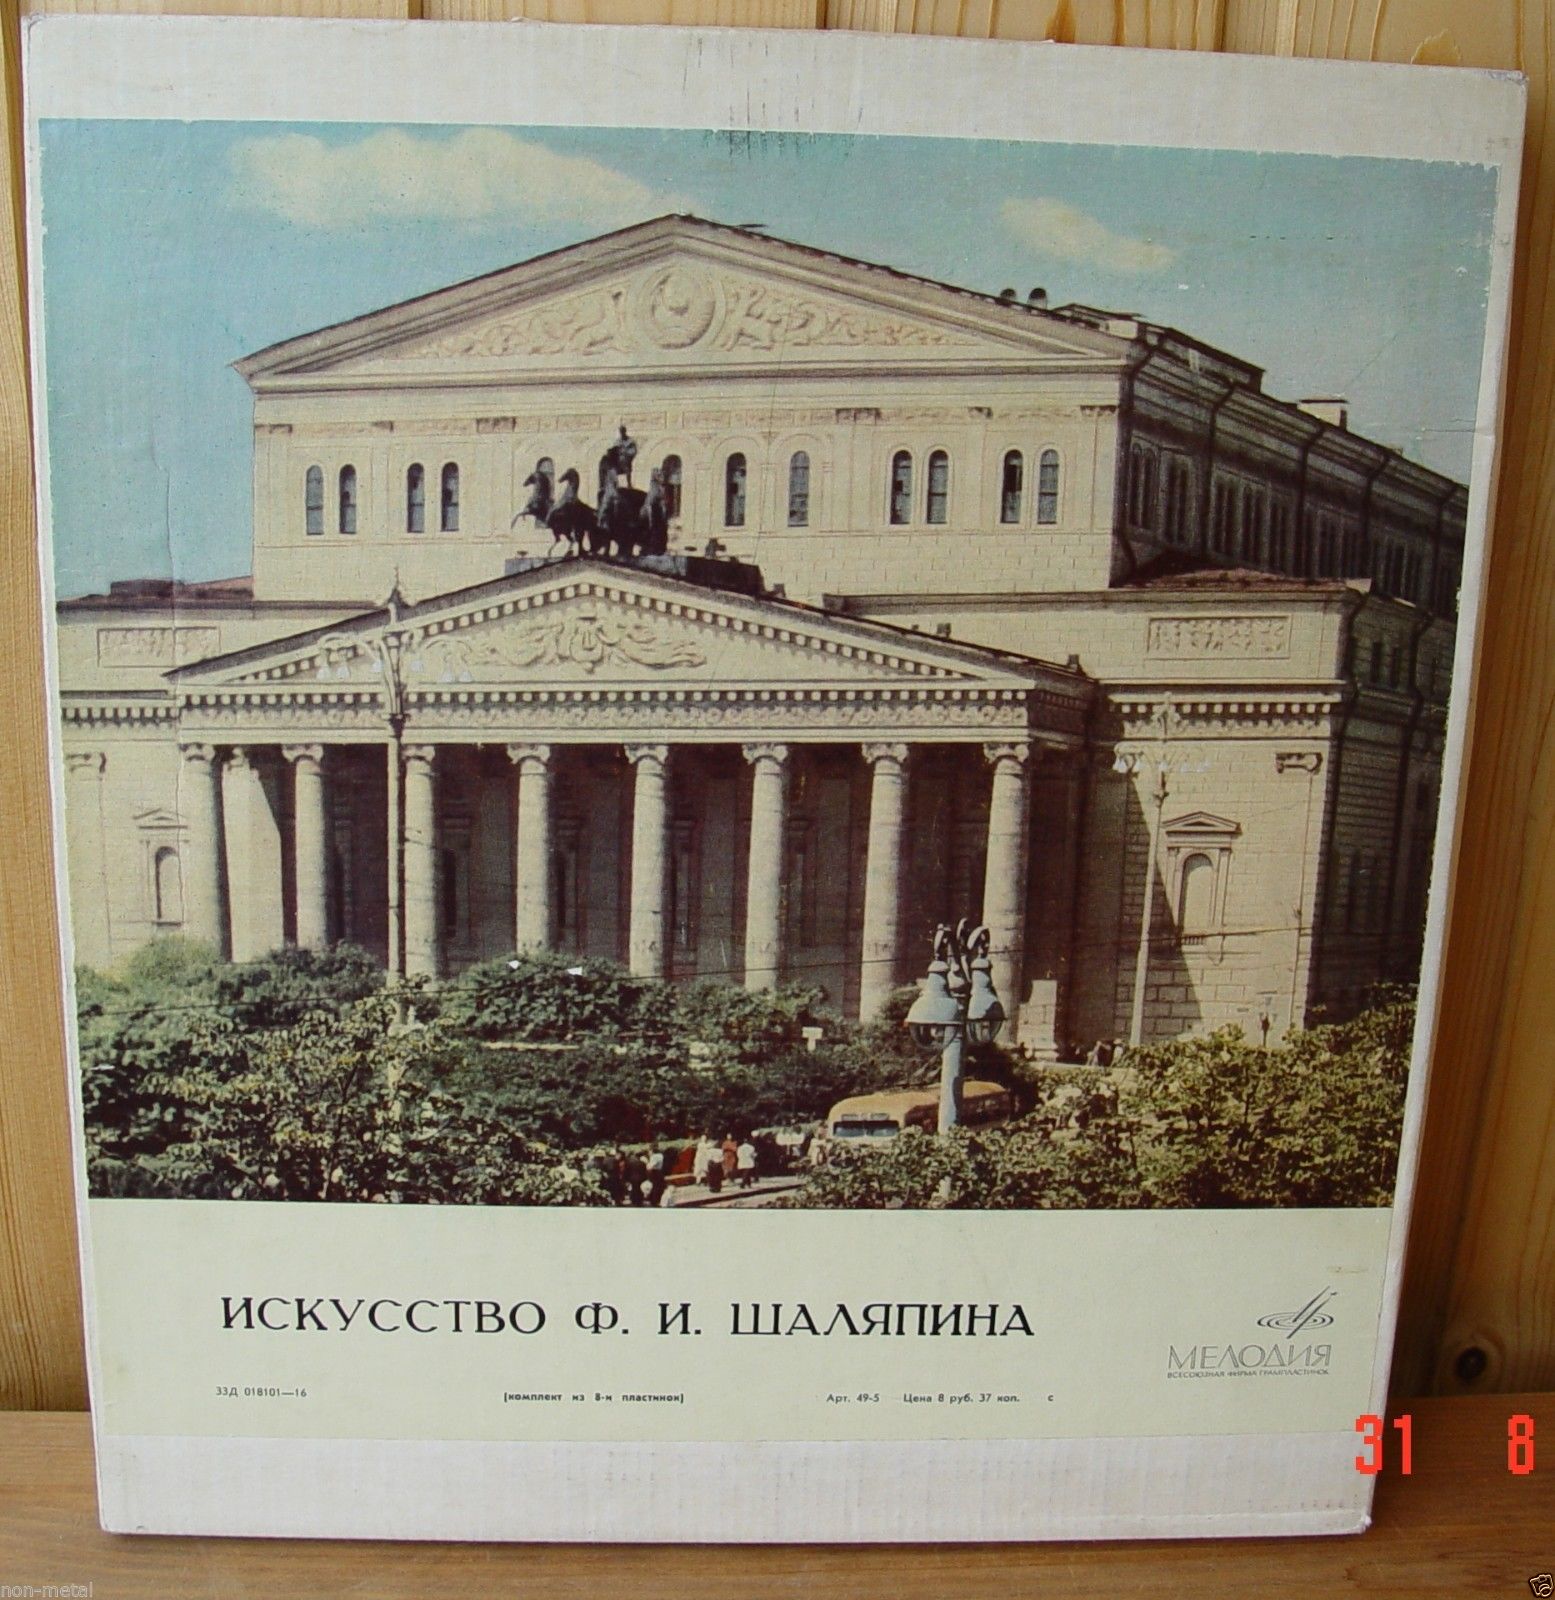 ИСКУССТВО Ф. И. ШАЛЯПИНА
МЕЛОДИЯ
ВСЕСОЮЗНАЯ ФИРМА ГРАМПЛАСТИНОК
33Д 018101—16 (комплект из 8-и пластинок) Арт. 49-5 Цена 8 руб. 37 коп. с
31 8
non-metal